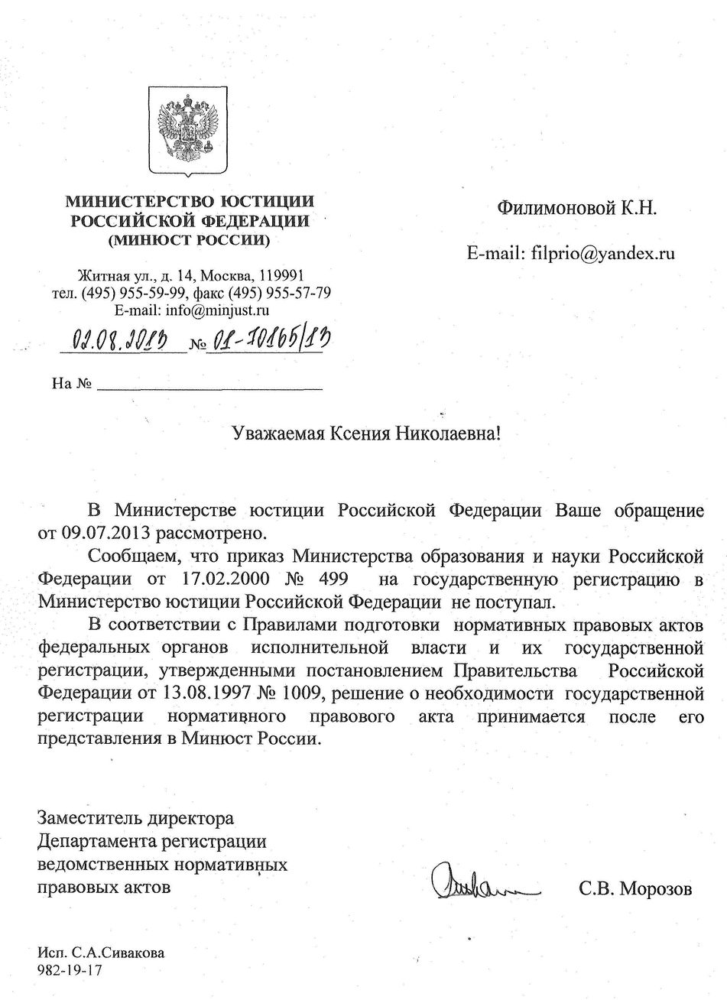 МИНИСТЕРСТВО ЮСТИЦИИ
РОССИЙСКОЙ ФЕДЕРАЦИИ
(МИНЮСТ РОССИИ)
Житная ул., д. 14, Москва, 119991
тел. (495) 955-59-99, факс (495) 955-57-79
E-mail: info@minjust.ru
02.08.2013 № 01-70165/13
На №
Филимоновой К.Н.
E-mail: filprio@yandex.ru
Уважаемая Ксения Николаевна!
В Министерстве юстиции Российской Федерации Ваше обращение
от 09.07.2013 рассмотрено.
Сообщаем, что приказ Министерства образования и науки Российской
Федерации от 17.02.2000 № 499 на государственную регистрацию в
Министерство юстиции Российской Федерации не поступал.
В соответствии с Правилами подготовки нормативных правовых актов
федеральных органов исполнительной власти и их государственной
регистрации, утвержденными постановлением Правительства Российской
Федерации от 13.08.1997 № 1009, решение о необходимости государственной
регистрации нормативного правового акта принимается после его
представления в Минюст России.
Заместитель директора
Департамента регистрации
ведомственных нормативных
правовых актов
С.В. Морозов
Исп. С.А.Сивакова
982-19-17